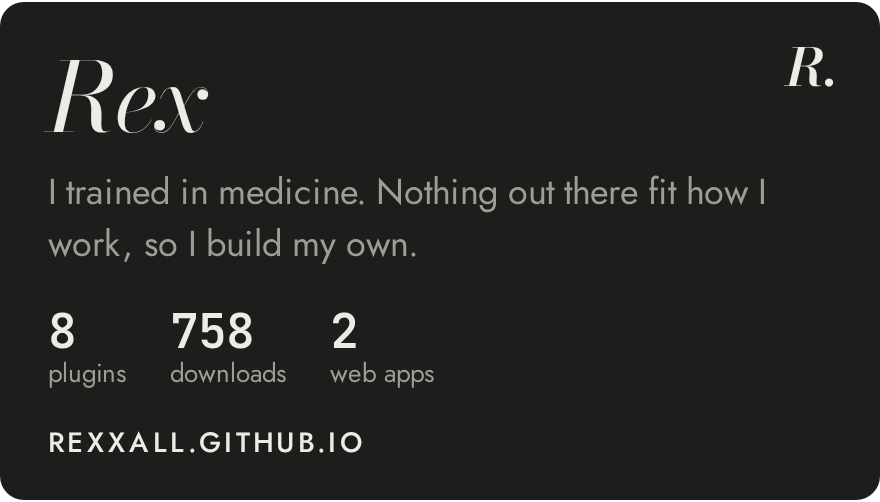 Rex
R.
I trained in medicine. Nothing out there fit how I
work, so I build my own.
8 758 2
plugins downloads web apps
REXXALL.GITHUB.IO